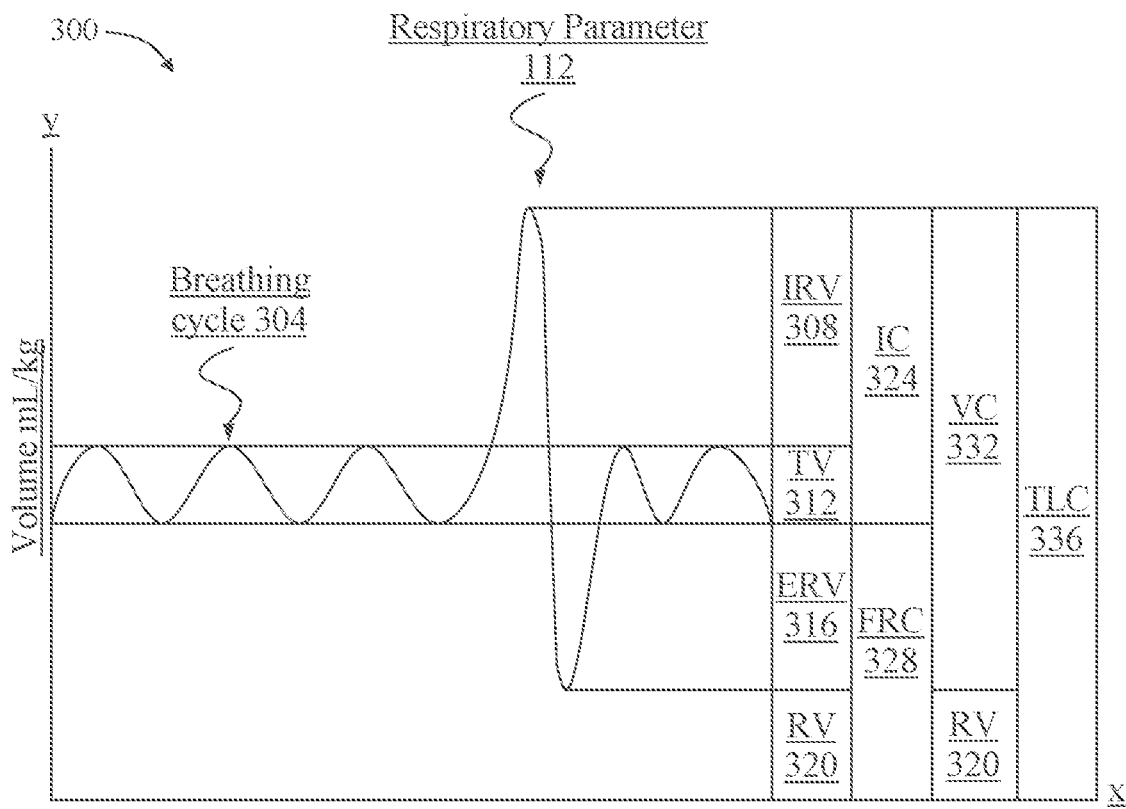 300
Respiratory Parameter
112
y
Breathing
cycle 304
Volume mL/kg
IRV
308
IC
324
VC
332
TV
312
TLC
336
ERV
316
FRC
328
RV
320
RV
320
x